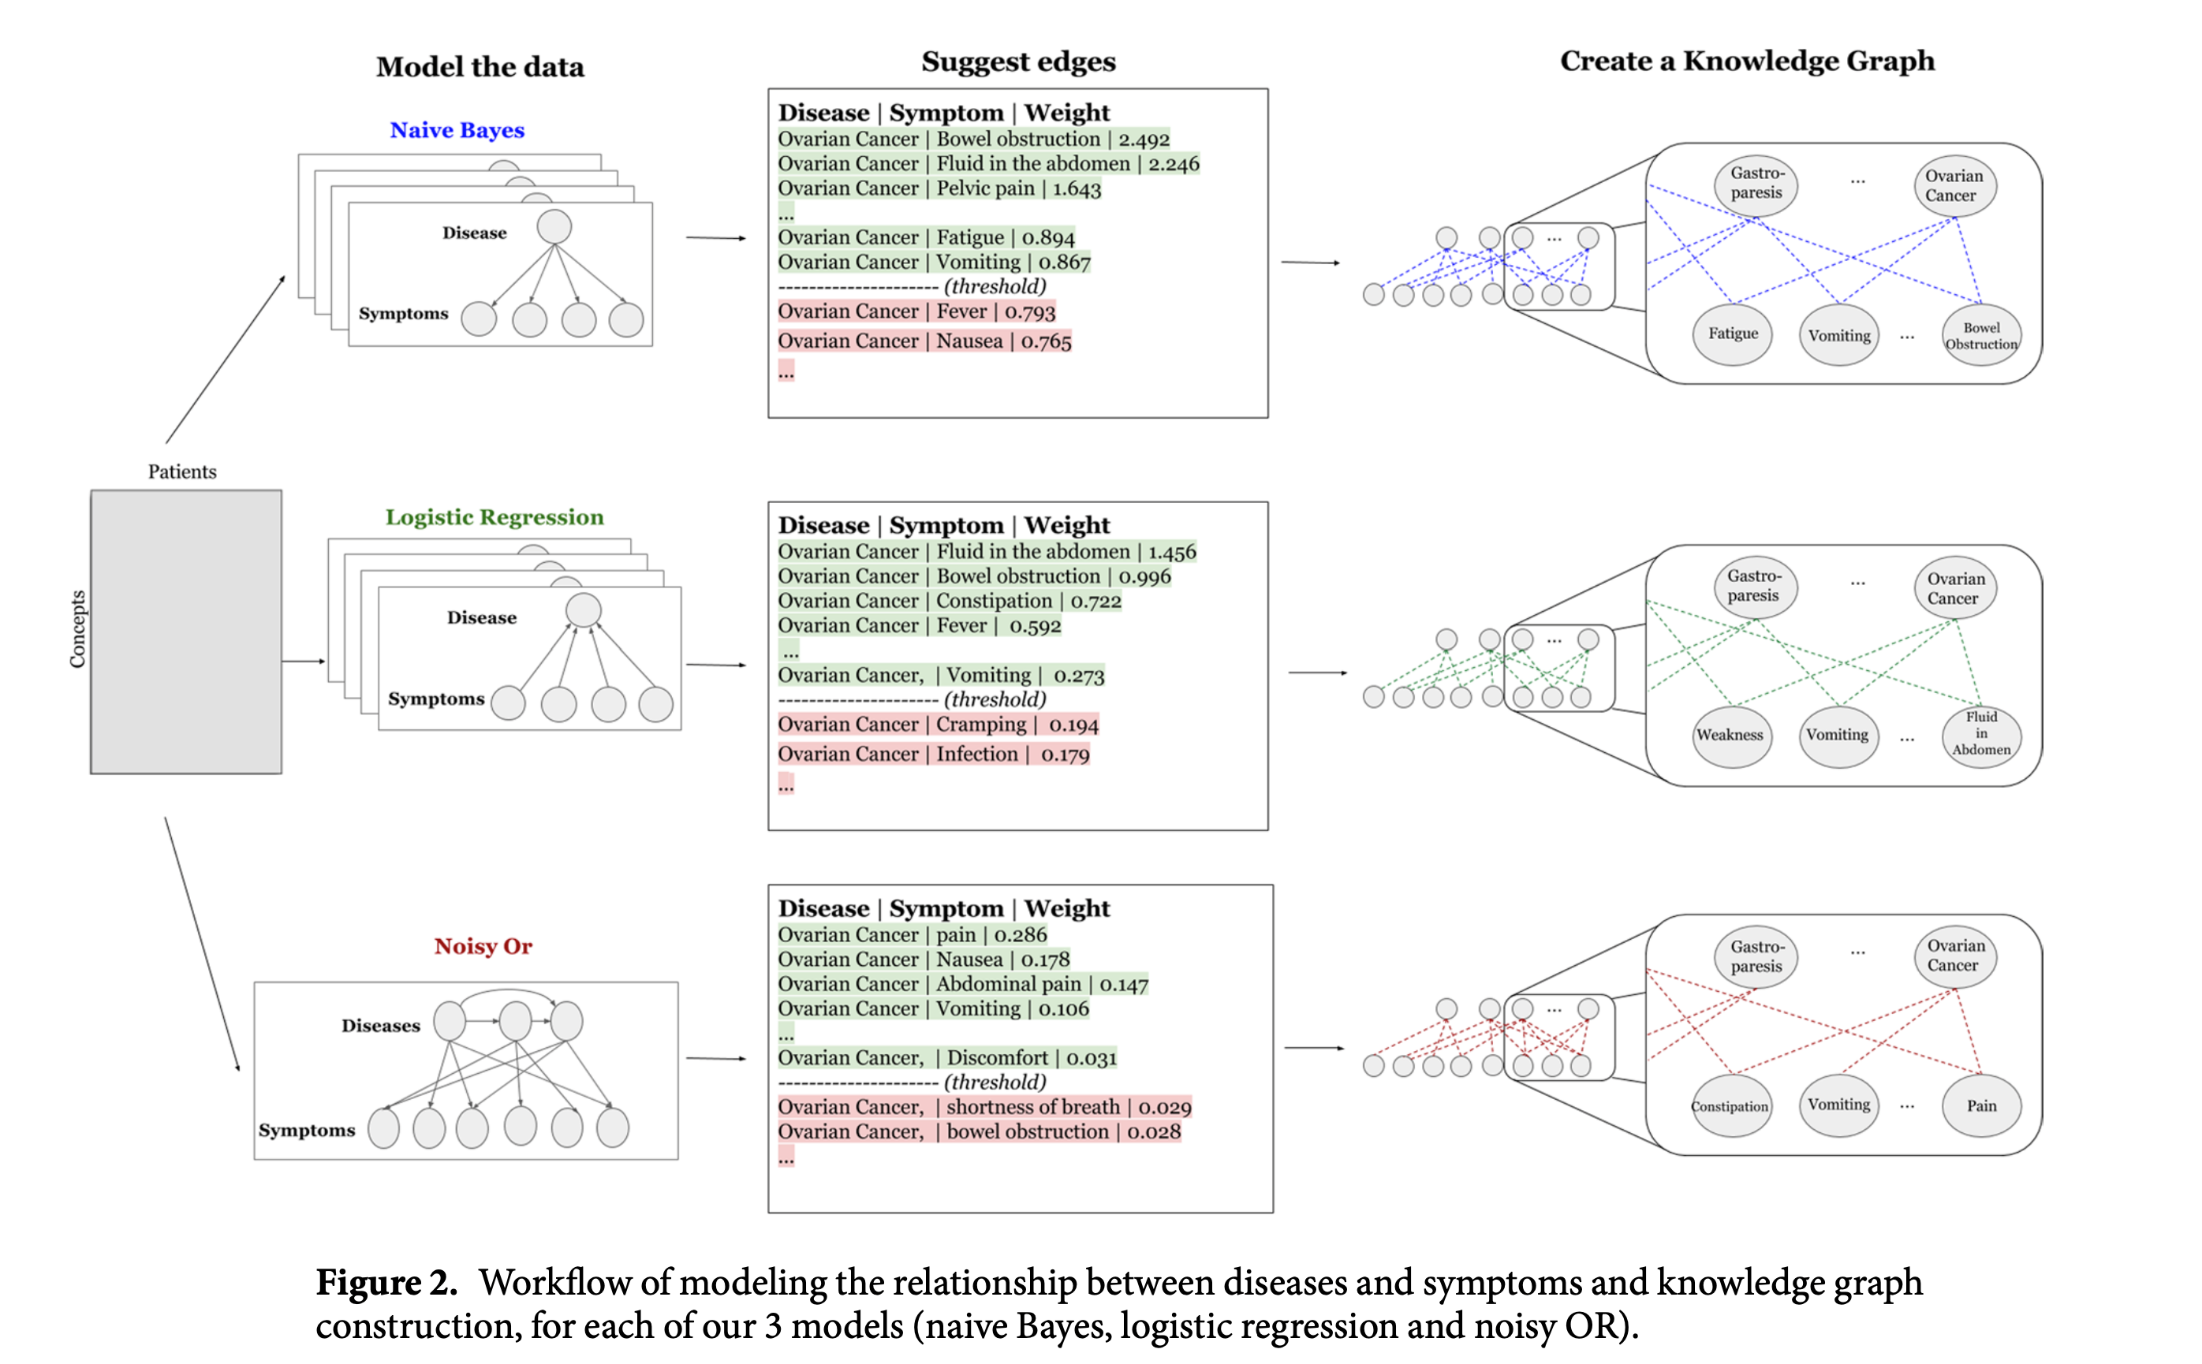 Model the data
Suggest edges
Create a Knowledge Graph
Naive Bayes
Disease
Symptoms
Disease | Symptom | Weight
Ovarian Cancer | Bowel obstruction | 2.492
Ovarian Cancer | Fluid in the abdomen | 2.246
Ovarian Cancer | Pelvic pain | 1.643
...
Ovarian Cancer | Fatigue | 0.894
Ovarian Cancer | Vomiting | 0.867
--------------------- (threshold)
Ovarian Cancer | Fever | 0.793
Ovarian Cancer | Nausea | 0.765
...
...
Gastro-
paresis
...
Ovarian
Cancer
Fatigue
Vomiting
...
Bowel
Obstruction
Patients
Concepts
Logistic Regression
Disease
Symptoms
Disease | Symptom | Weight
Ovarian Cancer | Fluid in the abdomen | 1.456
Ovarian Cancer | Bowel obstruction | 0.996
Ovarian Cancer | Constipation | 0.722
Ovarian Cancer | Fever | 0.592
...
Ovarian Cancer, | Vomiting | 0.273
--------------------- (threshold)
Ovarian Cancer | Cramping | 0.194
Ovarian Cancer | Infection | 0.179
...
...
Gastro-
paresis
...
Ovarian
Cancer
Weakness
Vomiting
...
Fluid
in
Abdomen
Noisy Or
Diseases
Symptoms
Disease | Symptom | Weight
Ovarian Cancer | pain | 0.286
Ovarian Cancer | Nausea | 0.178
Ovarian Cancer | Abdominal pain | 0.147
Ovarian Cancer | Vomiting | 0.106
...
Ovarian Cancer, | Discomfort | 0.031
--------------------- (threshold)
Ovarian Cancer, | shortness of breath | 0.029
Ovarian Cancer, | bowel obstruction | 0.028
...
...
Gastro-
paresis
...
Ovarian
Cancer
Constipation
Vomiting
...
Pain
Figure 2. Workflow of modeling the relationship between diseases and symptoms and knowledge graph
construction, for each of our 3 models (naive Bayes, logistic regression and noisy OR).